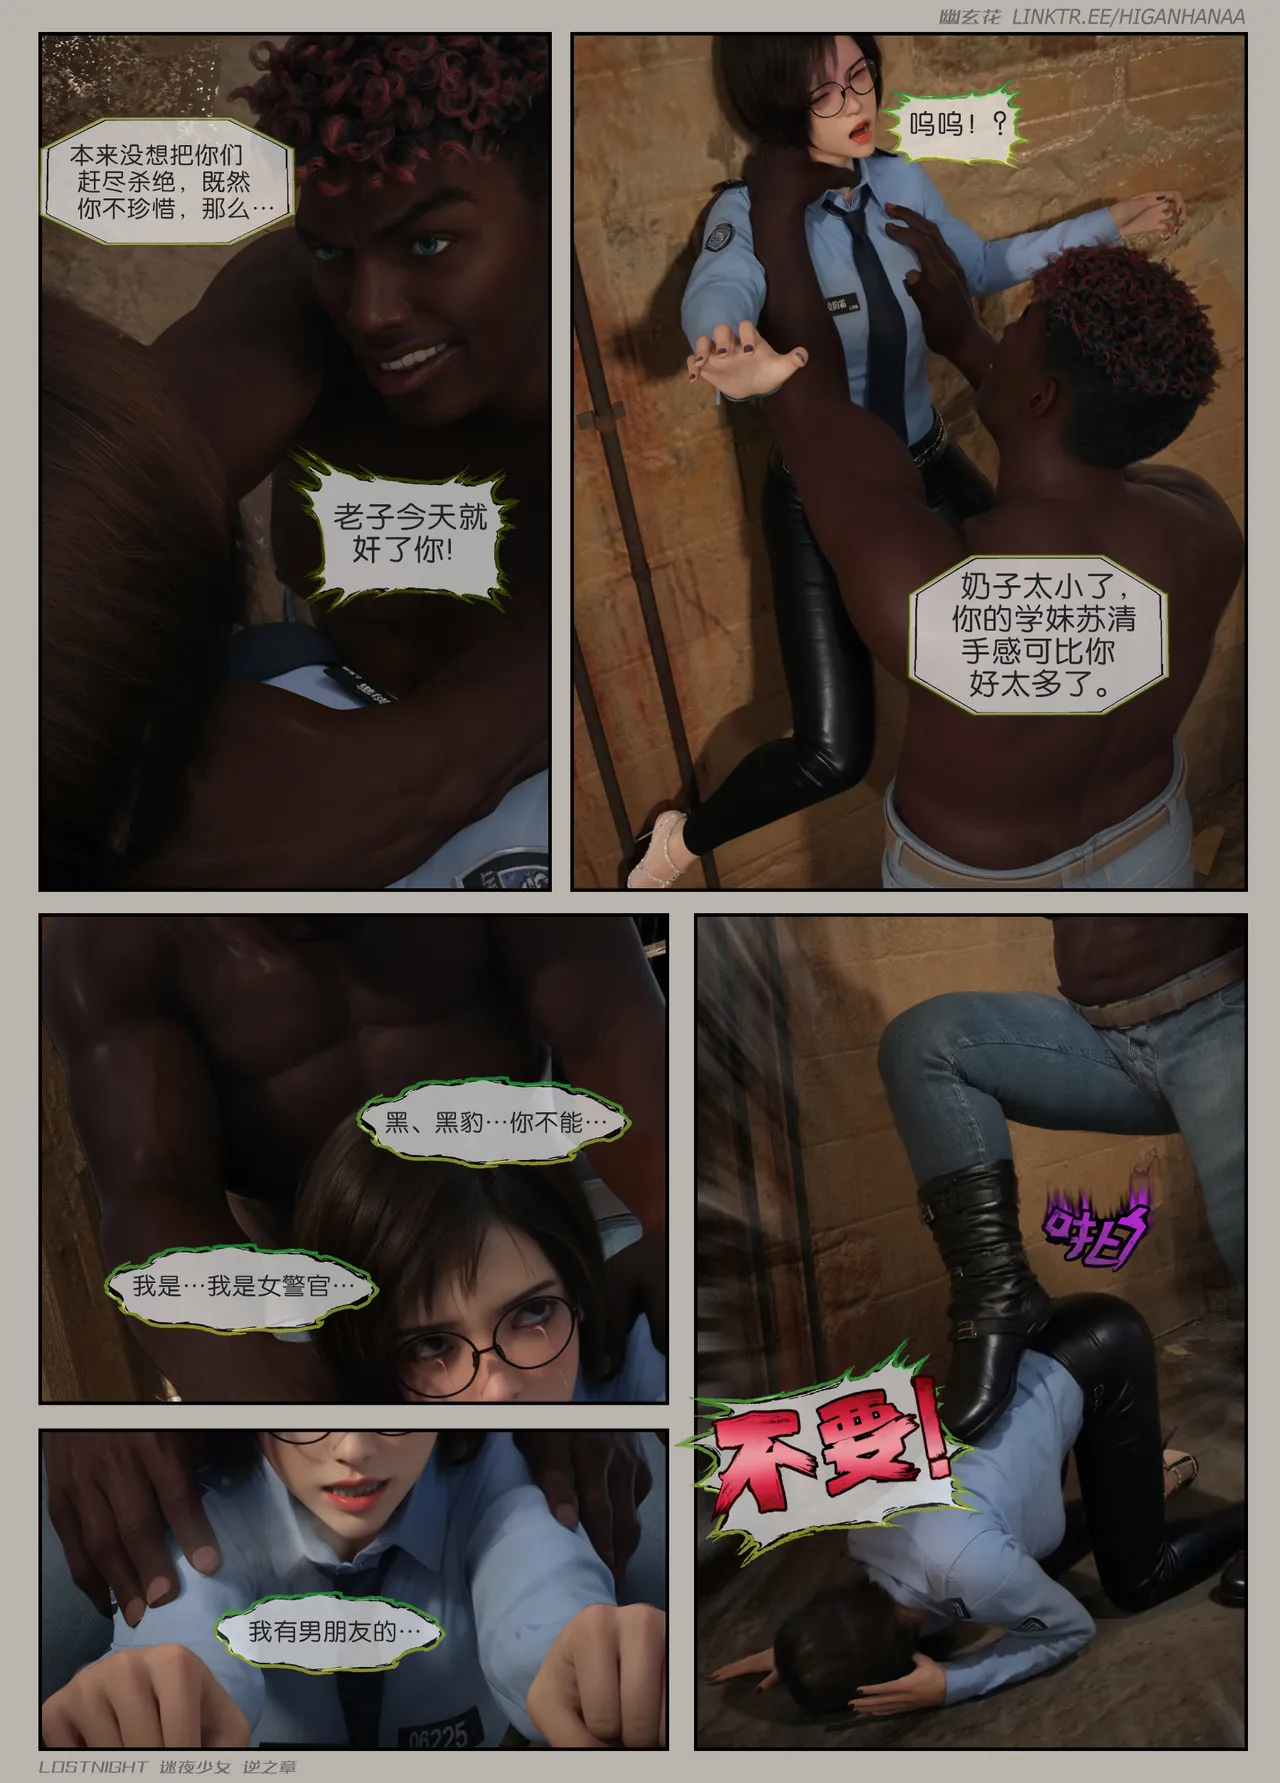 幽玄花 LINKTR.EE/HIGANHANAA
本来没想把你们
赶尽杀绝，既然
你不珍惜，那么…
老子今天就
奸了你!
呜呜！？
奶子太小了，
你的学妹苏清
手感可比你
好太多了。
黑、黑豹…你不能…
我是…我是女警官…
我有男朋友的…
06225
不要！
LOSTNIGHT 迷夜少女 逆之章